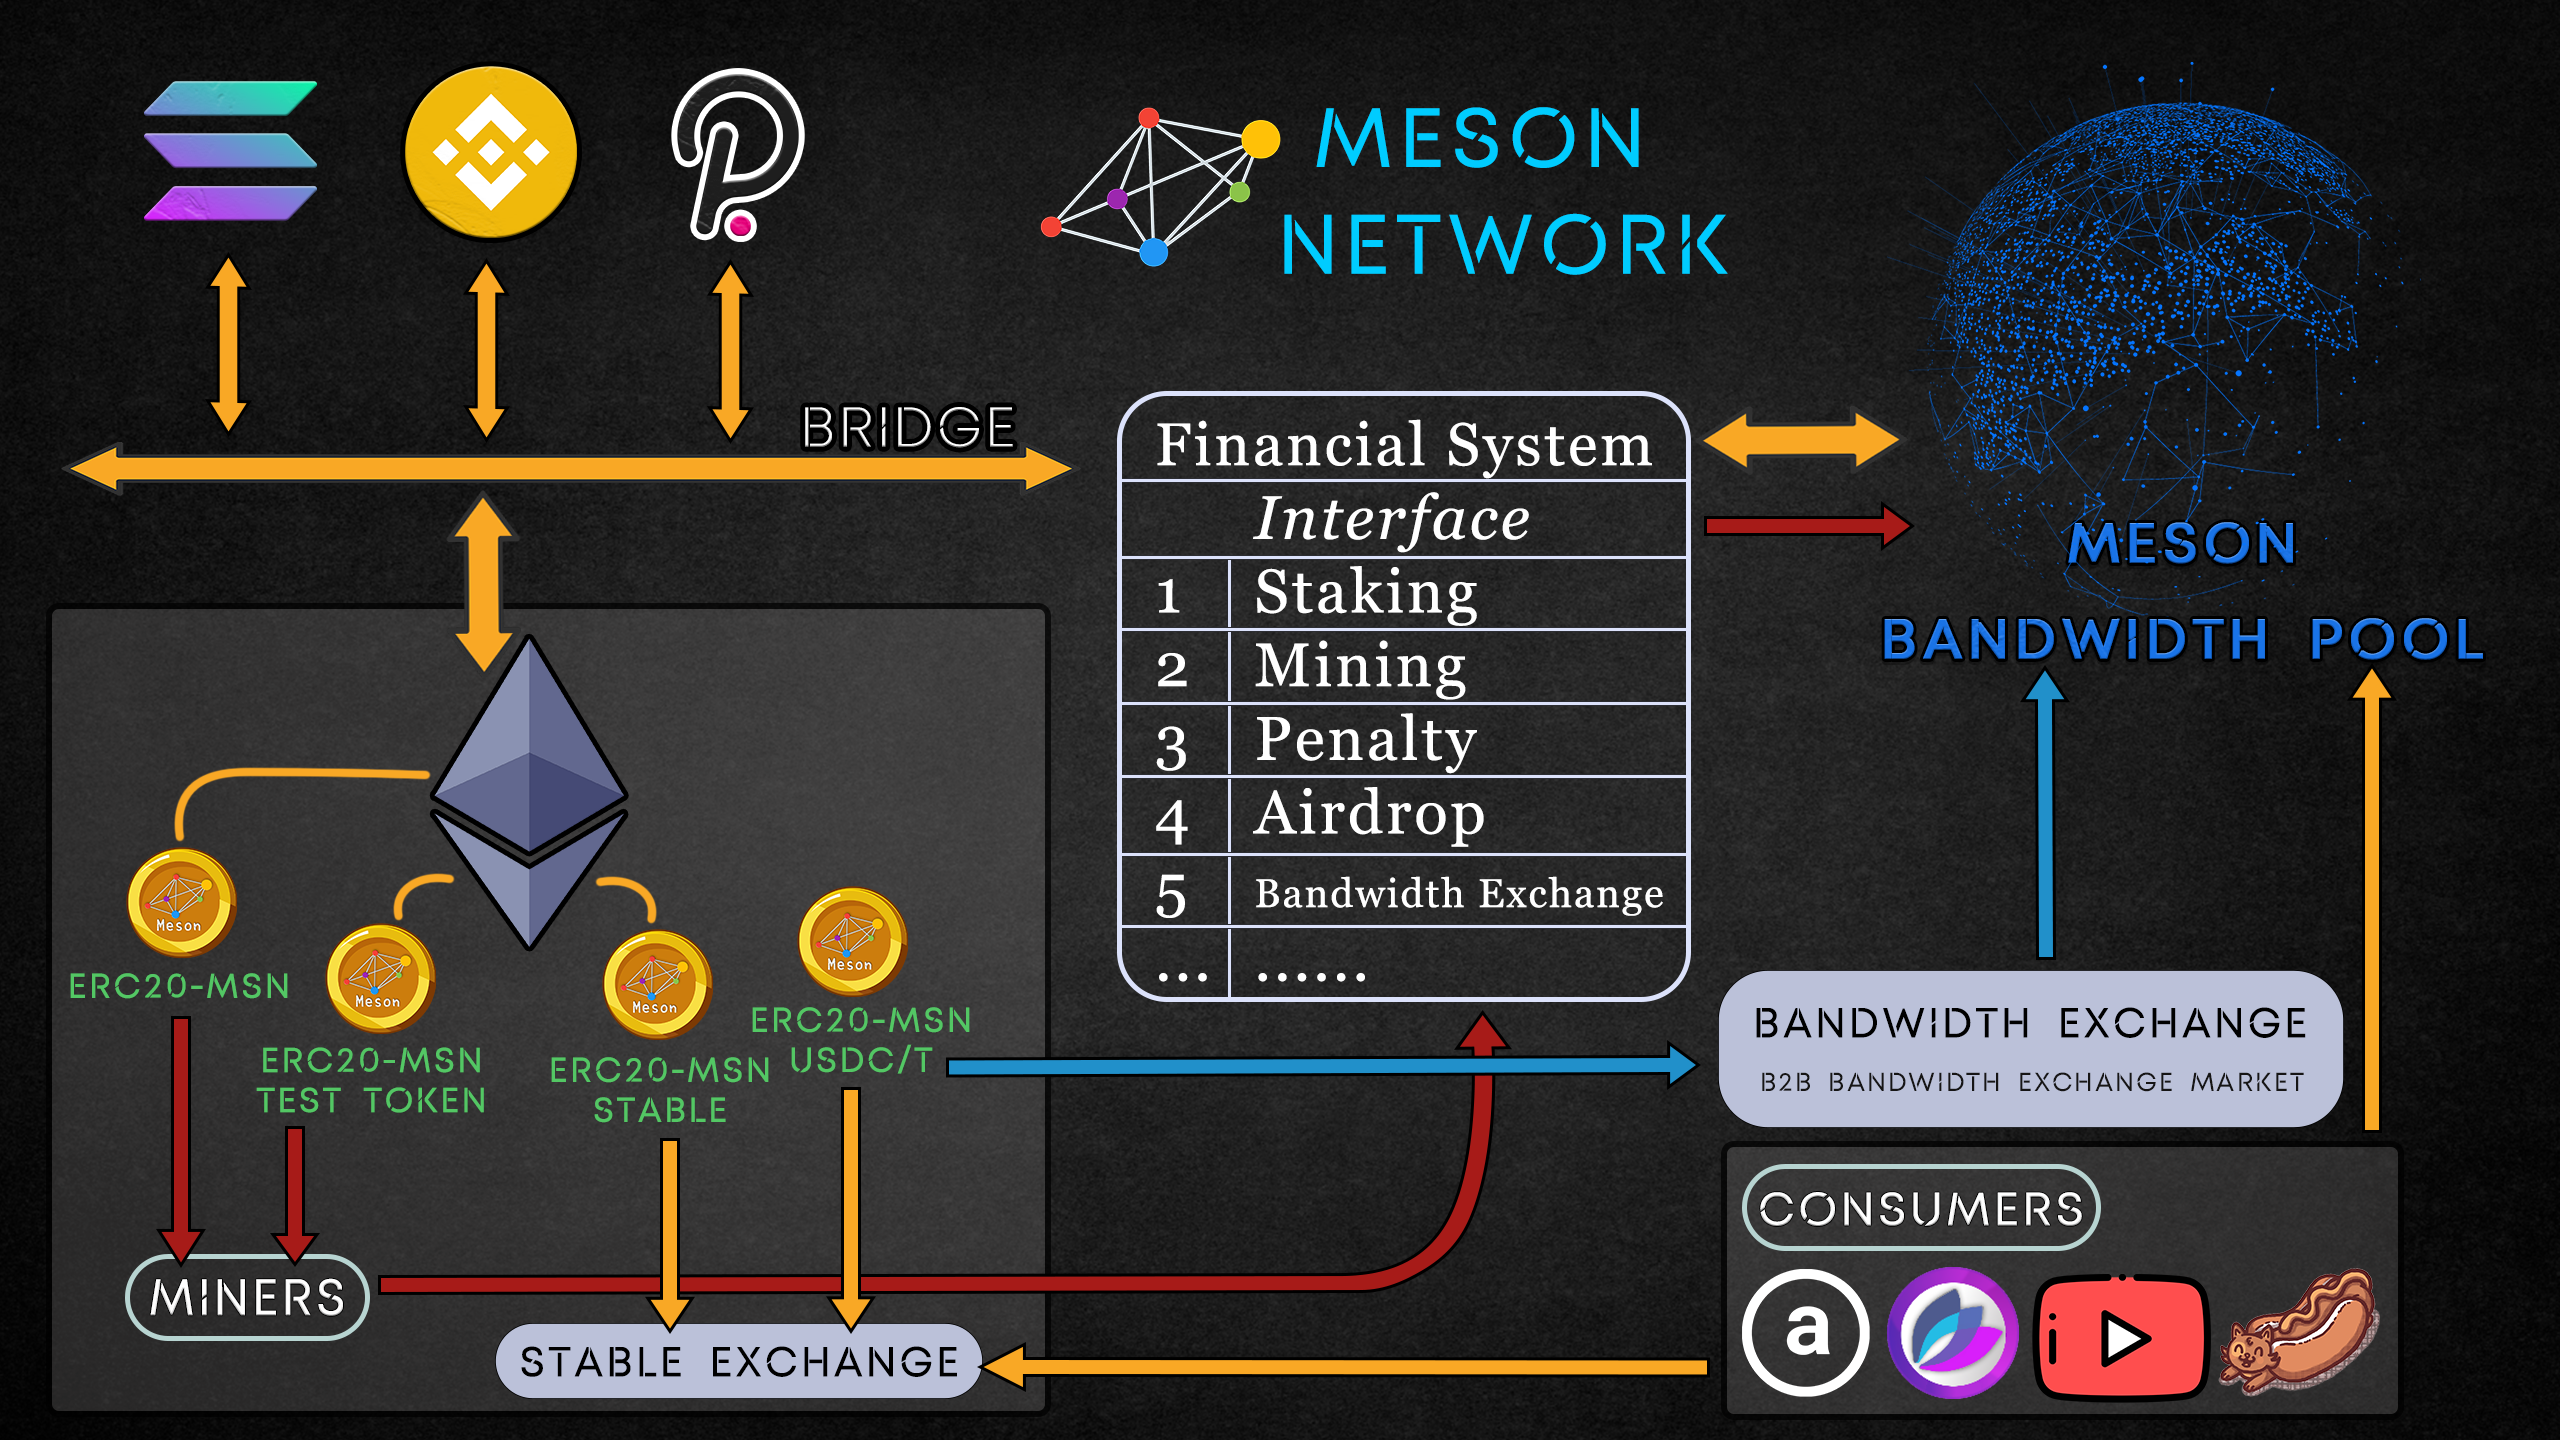 MESON
NETWORK
BRIDGE
Financial System
Interface
1 Staking
2 Mining
3 Penalty
4 Airdrop
5 Bandwidth Exchange
... ......
MESON
BANDWIDTH POOL
Meson
ERC20-MSN
Meson
ERC20-MSN
TEST TOKEN
Meson
ERC20-MSN
STABLE
Meson
ERC20-MSN
USDC/T
MINERS
STABLE EXCHANGE
BANDWIDTH EXCHANGE
B2B BANDWIDTH EXCHANGE MARKET
CONSUMERS
a